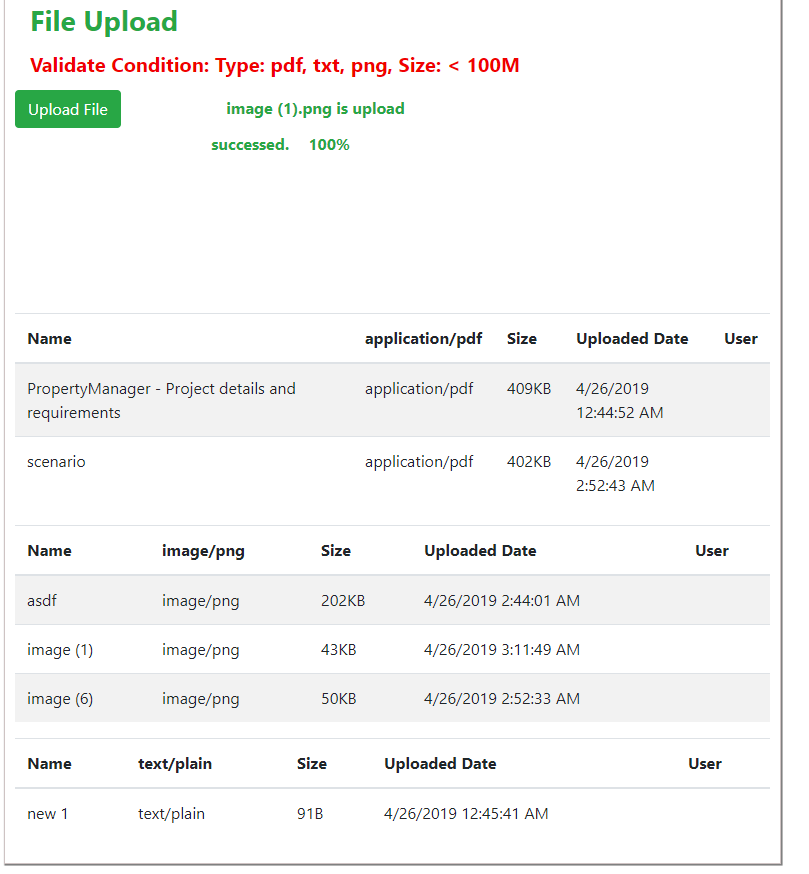 File Upload
Validate Condition: Type: pdf, txt, png, Size: < 100M
Upload File
image (1).png is upload
successed. 100%
Name application/pdf Size Uploaded Date User
PropertyManager - Project details and application/pdf 409KB 4/26/2019
requirements 12:44:52 AM
scenario application/pdf 402KB 4/26/2019
2:52:43 AM
Name image/png Size Uploaded Date User
asdf image/png 202KB 4/26/2019 2:44:01 AM
image (1) image/png 43KB 4/26/2019 3:11:49 AM
image (6) image/png 50KB 4/26/2019 2:52:33 AM
Name text/plain Size Uploaded Date User
new 1 text/plain 91B 4/26/2019 12:45:41 AM